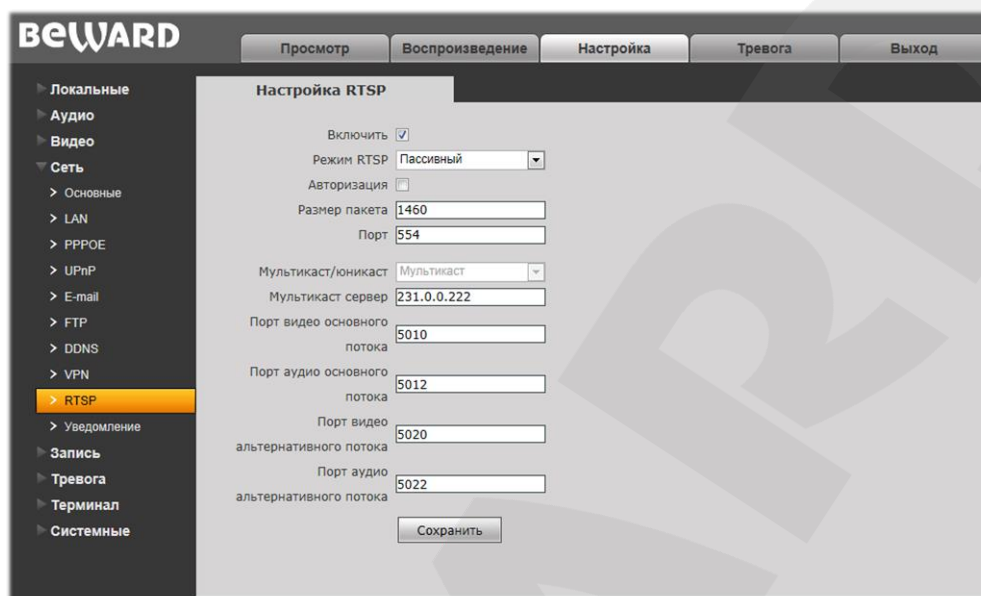 BEWARD
Просмотр Воспроизведение Настройка Тревога Выход
Локальные
Аудио
Видео
Сеть
> Основные
> LAN
> PPPOE
> UPnP
> E-mail
> FTP
> DDNS
> VPN
> RTSP
> Уведомление
Запись
Тревога
Терминал
Системные
Настройка RTSP
Включить
Режим RTSP Пассивный
Авторизация
Размер пакета 1460
Порт 554
Мультикаст/юникаст Мультикаст
Мультикаст сервер 231.0.0.222
Порт видео основного
потока 5010
Порт аудио основного
потока 5012
Порт видео
альтернативного потока 5020
Порт аудио
альтернативного потока 5022
Сохранить